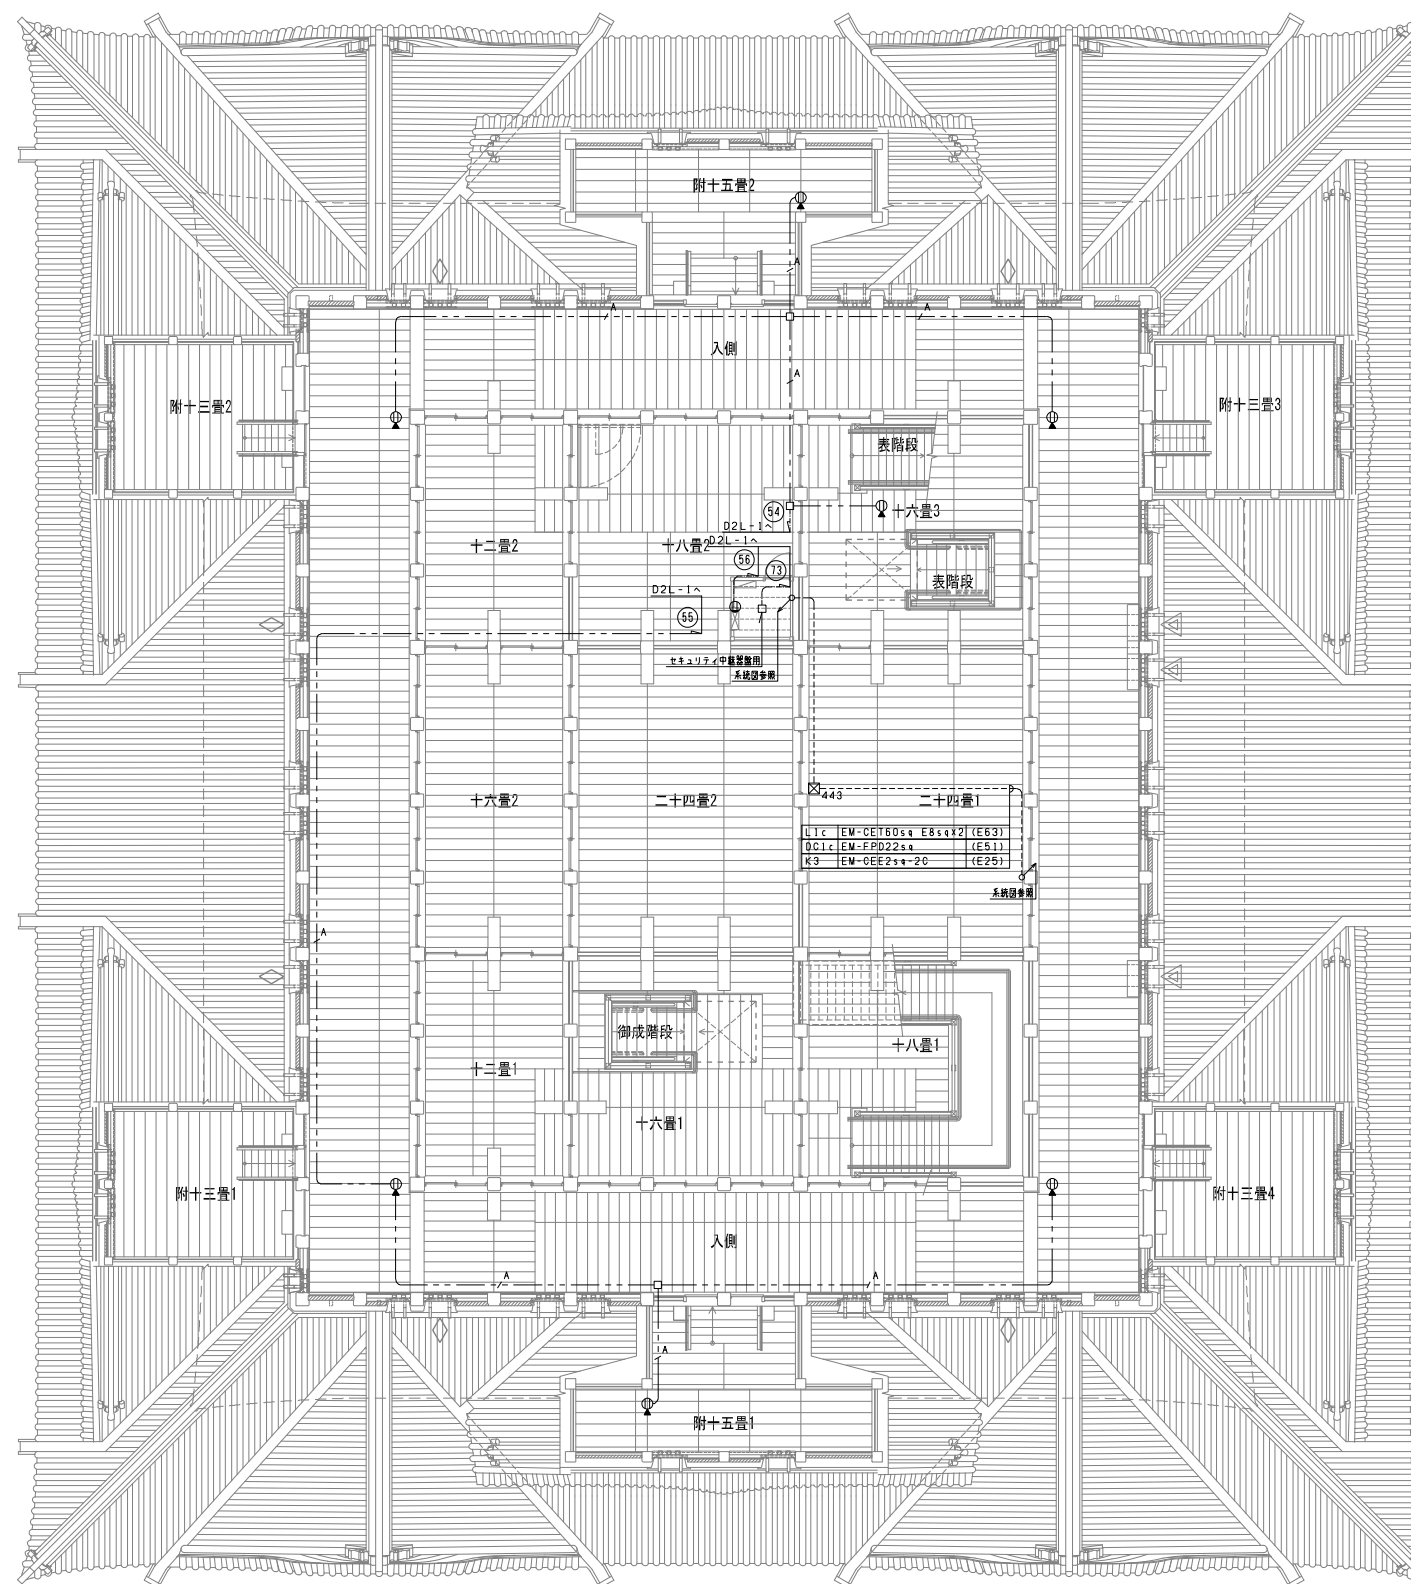 附十五畳2
A
A
A
入側
A
附十三畳2
附十三畳3
表階段
54
十六畳3
D2L-1へ
十二畳2
十八畳2
D2L-1へ
56
73
表階段
D2L-1へ
55
セキュリティ中継器盤用
系統図参照
十六畳2
二十四畳2
443
二十四畳1
L1c EM-CET60sq E8sqX2 (E63)
DC1c EM-FPD22sq (E51)
K3 EM-CEE2sq-2C (E25)
系統図参照
A
御成階段
十八畳1
十二畳1
十六畳1
附十三畳1
附十三畳4
入側
A
A
A
附十五畳1